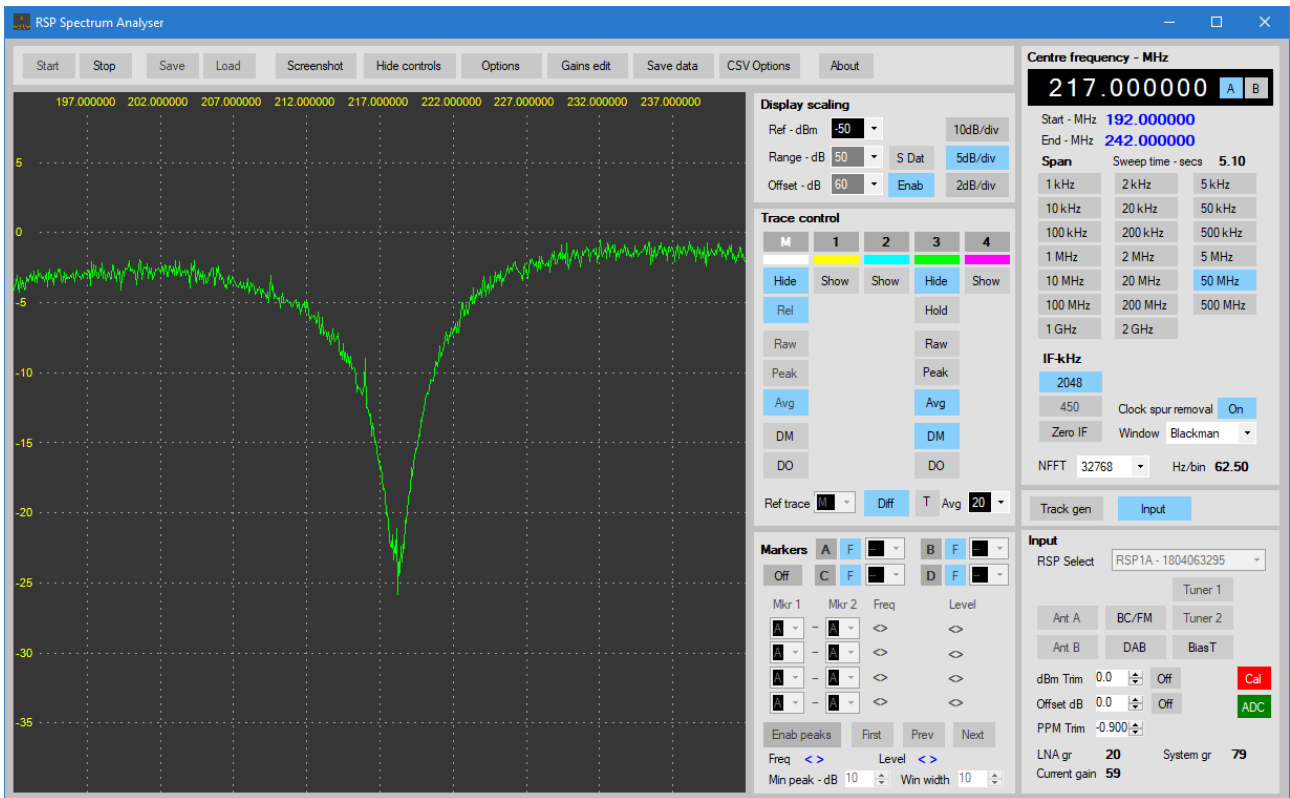 RSP Spectrum Analyser
Start Stop Save Load Screenshot Hide controls Options Gains edit Save data CSV Options About
197.000000 202.000000 207.000000 212.000000 217.000000 222.000000 227.000000 232.000000 237.000000
5
0
-5
-10
-15
-20
-25
-30
-35
Display scaling
Ref - dBm -50 10dB/div
Range - dB 50 S Dat 5dB/div
Offset - dB 60 Enab 2dB/div
Trace control
M 1 2 3 4
Hide Show Show Hide Show
Rel Hold
Raw Raw
Peak Peak
Avg Avg
DM DM
DO DO
Ref trace M Diff T Avg 20
Markers A F – B F –
Off C F – D F –
Mkr 1 Mkr 2 Freq Level
A – A <> <>
A – A <> <>
A – A <> <>
A – A <> <>
Enab peaks First Prev Next
Freq < > Level < >
Min peak - dB 10 Win width 10
Centre frequency - MHz
217.000000 A B
Start - MHz 192.000000
End - MHz 242.000000
Span Sweep time - secs 5.10
1 kHz 2 kHz 5 kHz
10 kHz 20 kHz 50 kHz
100 kHz 200 kHz 500 kHz
1 MHz 2 MHz 5 MHz
10 MHz 20 MHz 50 MHz
100 MHz 200 MHz 500 MHz
1 GHz 2 GHz
IF-kHz
2048
450 Clock spur removal On
Zero IF Window Blackman
NFFT 32768 Hz/bin 62.50
Track gen Input
Input
RSP Select RSP1A - 1804063295
Tuner 1
Ant A BC/FM Tuner 2
Ant B DAB BiasT
dBm Trim 0.0 Off Cal
Offset dB 0.0 Off ADC
PPM Trim -0.900
LNA gr 20 System gr 79
Current gain 59